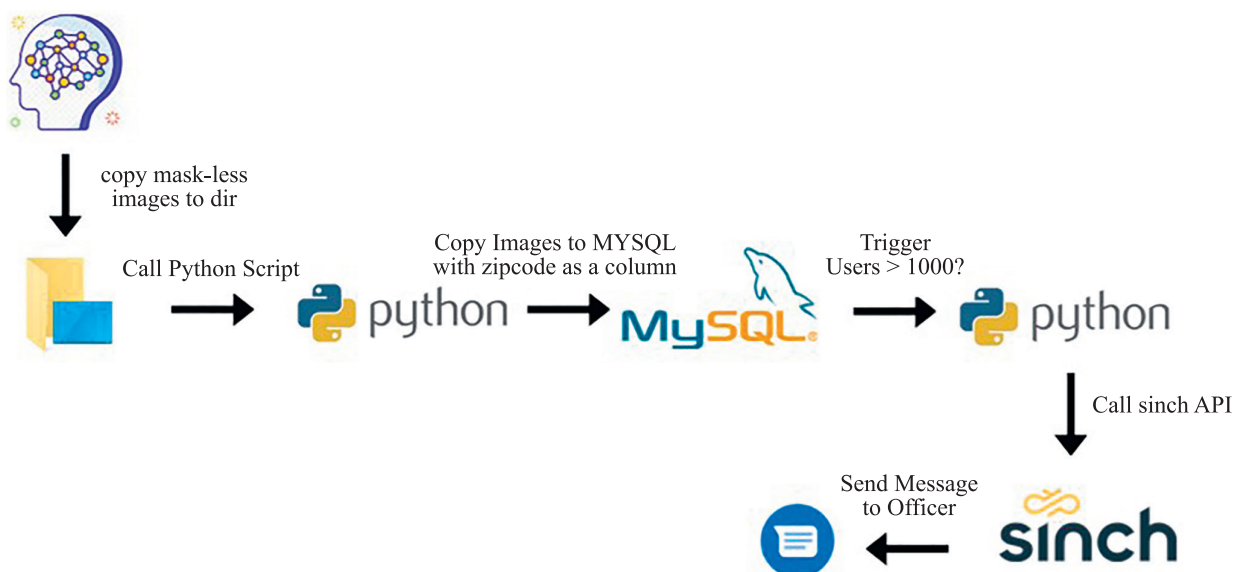 copy mask-less
images to dir
Call Python Script
python
Copy Images to MYSQL
with zipcode as a column
MySQL®
Trigger
Users > 1000?
python
Call sinch API
sinch
Send Message
to Officer